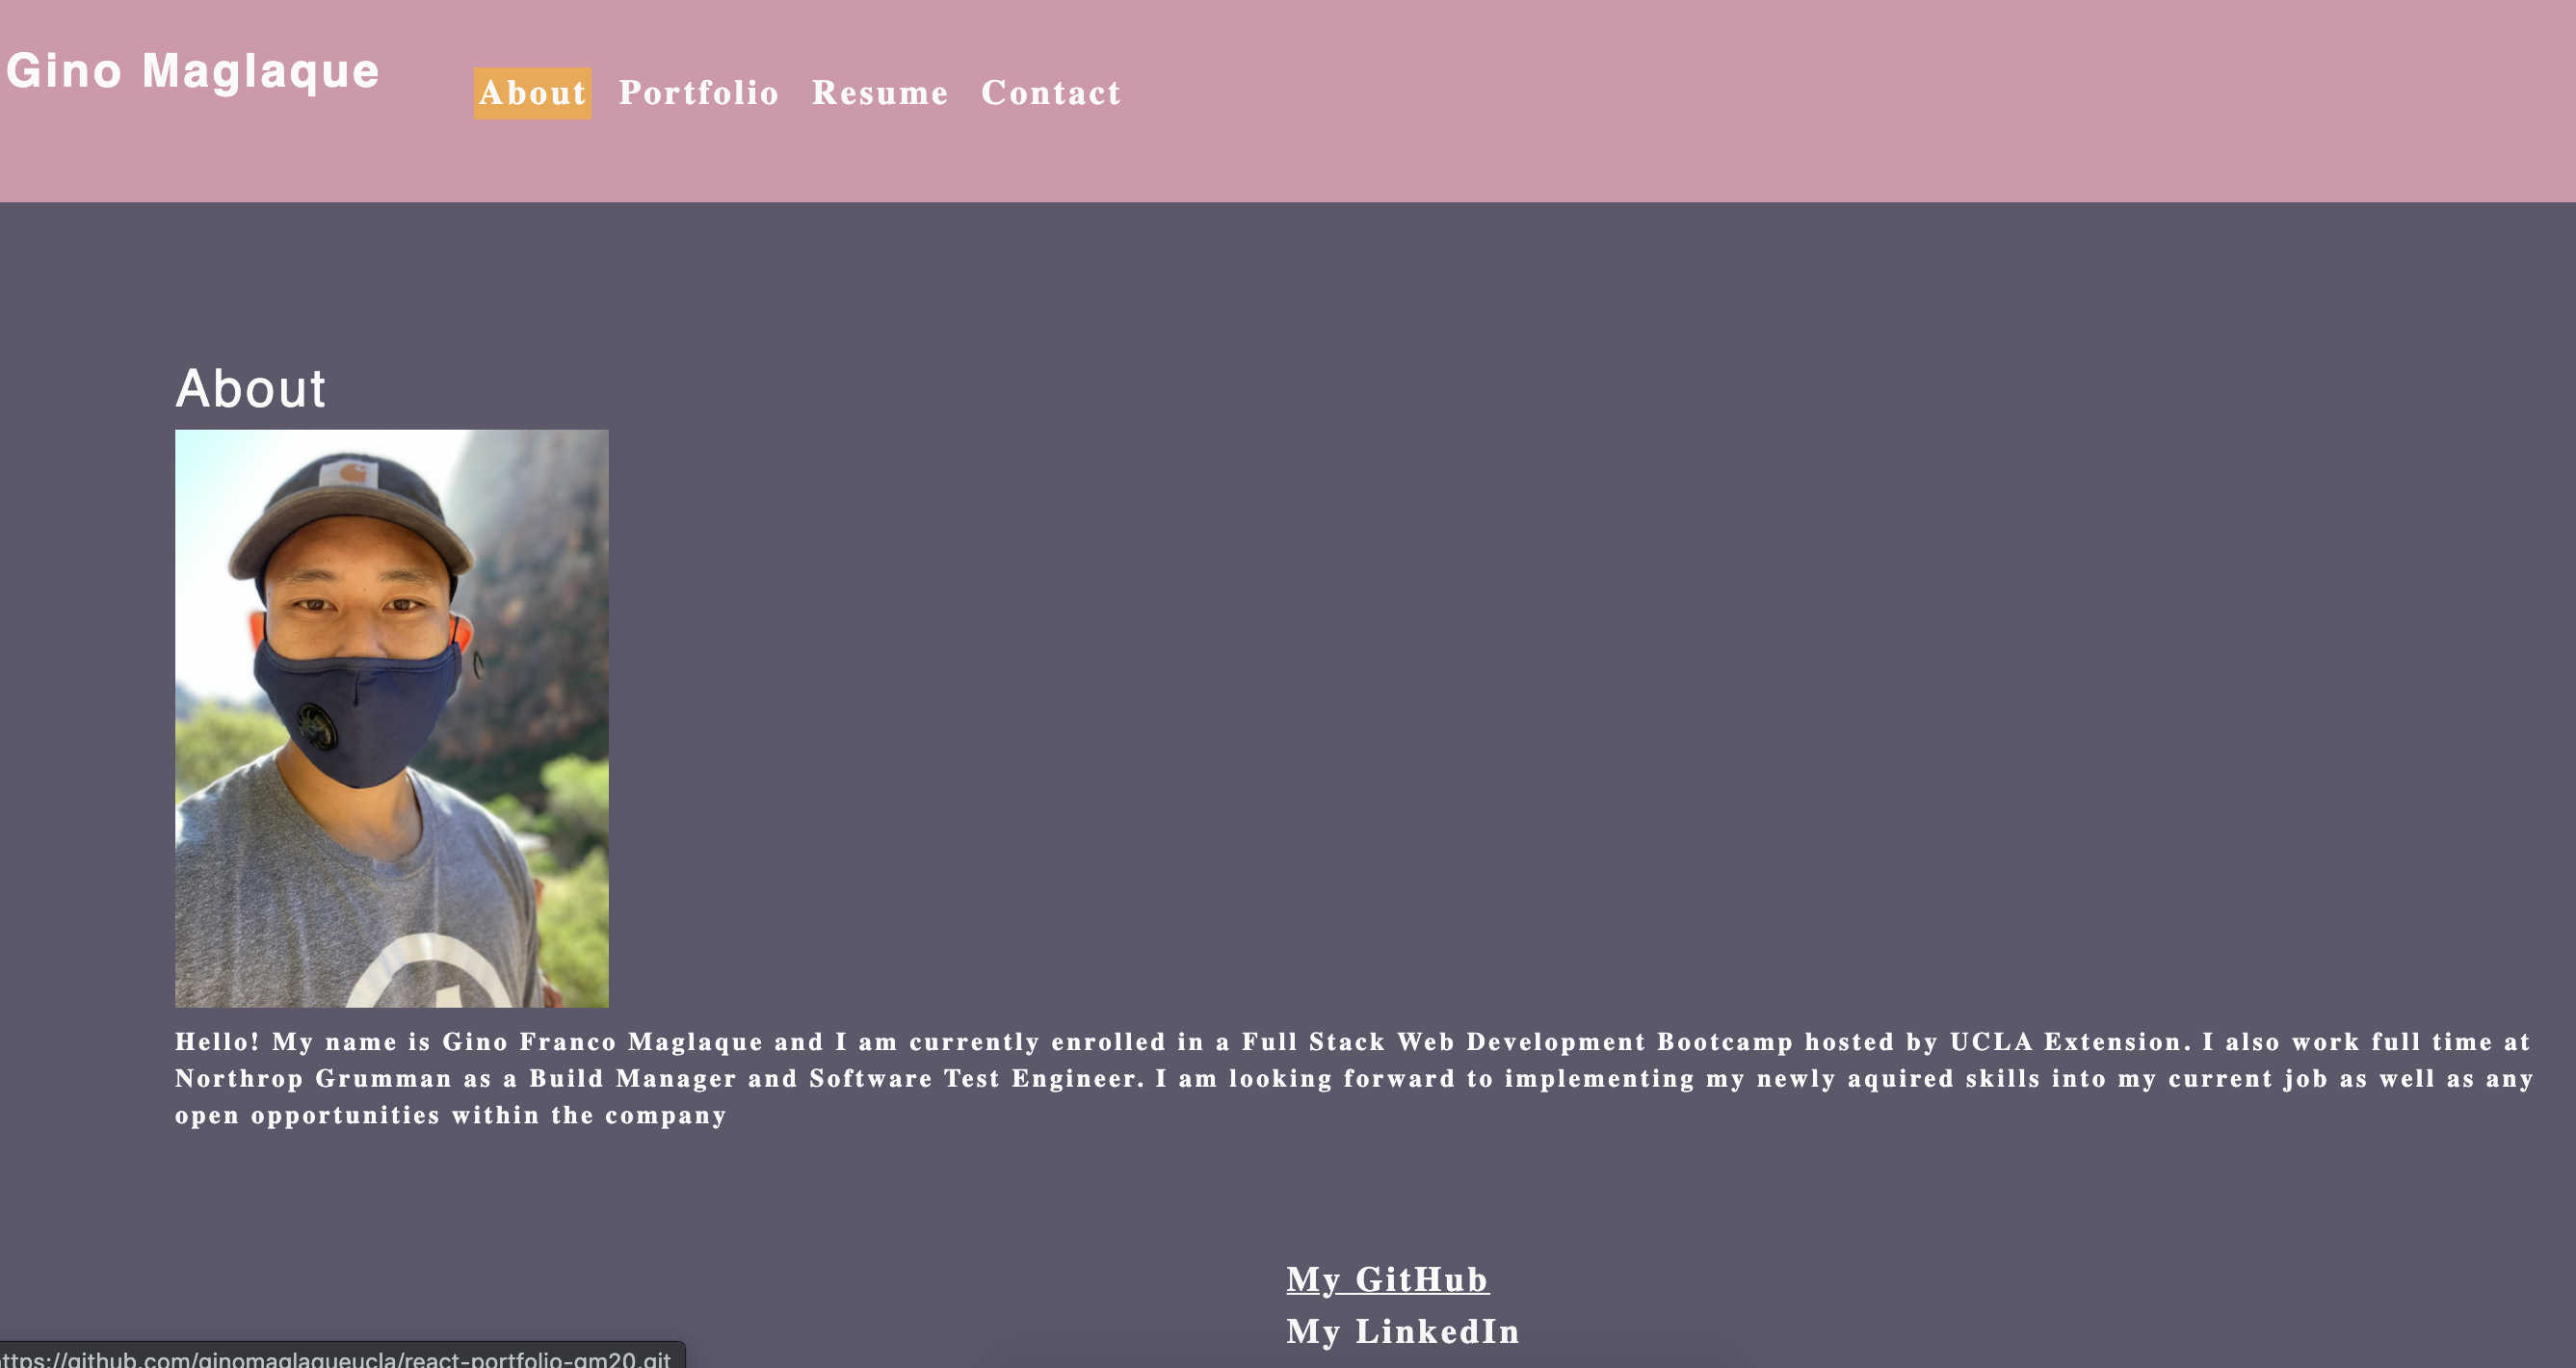 Gino Maglaque
About Portfolio Resume Contact
About
Hello! My name is Gino Franco Maglaque and I am currently enrolled in a Full Stack Web Development Bootcamp hosted by UCLA Extension. I also work full time at
Northrop Grumman as a Build Manager and Software Test Engineer. I am looking forward to implementing my newly aquired skills into my current job as well as any
open opportunities within the company
My GitHub
My LinkedIn
ttps://github.com/ginomaglaqueucla/react-portfolio-gm20.git